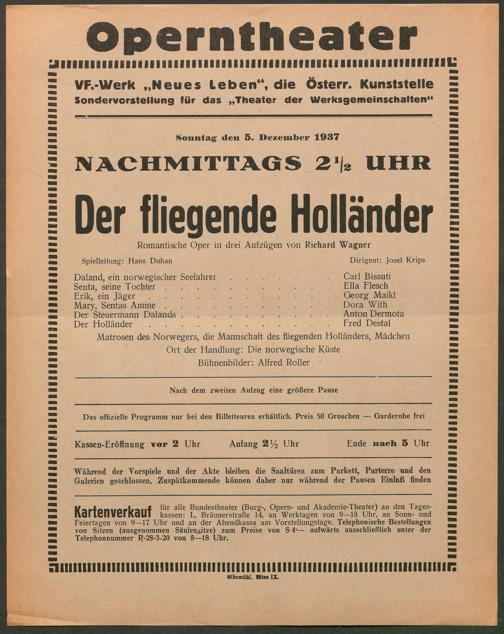 Operntheater
VF.-Werk „Neues Leben“, die Österr. Kunststelle
Sondervorstellung für das „Theater der Werksgemeinschaften“
Sonntag den 5. Dezember 1937
NACHMITTAGS 2½ UHR
Der fliegende Holländer
Romantische Oper in drei Aufzügen von Richard Wagner
Spielleitung: Hans Duhan Dirigent: Josef Krips
Daland, ein norwegischer Seefahrer . . . . . . . . Carl Bissuti
Senta, seine Tochter . . . . . . . . Ella Flesch
Erik, ein Jäger . . . . . . . . Georg Maikl
Mary, Sentas Amme . . . . . . . . Dora With
Der Steuermann Dalands . . . . . . . . Anton Dermota
Der Holländer . . . . . . . . Fred Destal
Matrosen des Norwegers, die Mannschaft des fliegenden Holländers, Mädchen
Ort der Handlung: Die norwegische Küste
Bühnenbilder: Alfred Roller
Nach dem zweiten Aufzug eine größere Pause
Das offizielle Programm nur bei den Billetteuren erhältlich. Preis 50 Groschen — Garderobe frei
Kassen-Eröffnung vor 2 Uhr Anfang 2½ Uhr Ende nach 5 Uhr
Während der Vorspiele und der Akte bleiben die Saaltüren zum Parkett, Parterre und den
Galerien geschlossen. Zuspätkommende können daher nur während der Pausen Einlaß finden
Kartenverkauf für alle Bundestheater (Burg-, Opern- und Akademie-Theater) an den Tages-
kassen: I., Bräunerstraße 14, an Werktagen von 9—18 Uhr, an Sonn- und
Feiertagen von 9—17 Uhr und an der Abendkassa am Vorstellungstage. Telephonische Bestellungen
von Sitzen (ausgenommen Säulensitze) zum Preise von S 4·— aufwärts ausschließlich unter der
Telephonnummer R-28-3-20 von 8—18 Uhr.
Elbemühl, Wien IX.